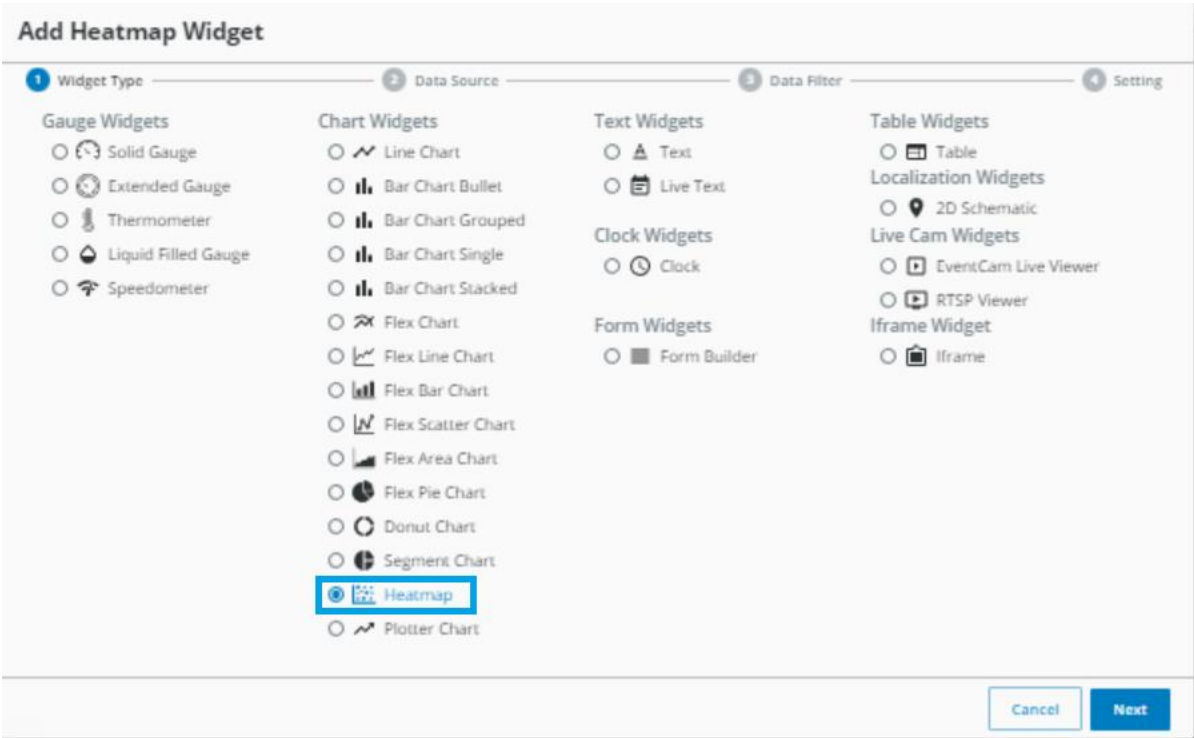 Add Heatmap Widget
1 Widget Type
2 Data Source
3 Data Filter
4 Setting
Gauge Widgets
Solid Gauge
Extended Gauge
Thermometer
Liquid Filled Gauge
Speedometer
Chart Widgets
Line Chart
Bar Chart Bullet
Bar Chart Grouped
Bar Chart Single
Bar Chart Stacked
Flex Chart
Flex Line Chart
Flex Bar Chart
Flex Scatter Chart
Flex Area Chart
Flex Pie Chart
Donut Chart
Segment Chart
Heatmap
Plotter Chart
Text Widgets
Text
Live Text
Clock Widgets
Clock
Form Widgets
Form Builder
Table Widgets
Table
Localization Widgets
2D Schematic
Live Cam Widgets
EventCam Live Viewer
RTSP Viewer
Iframe Widget
Iframe
Cancel
Next